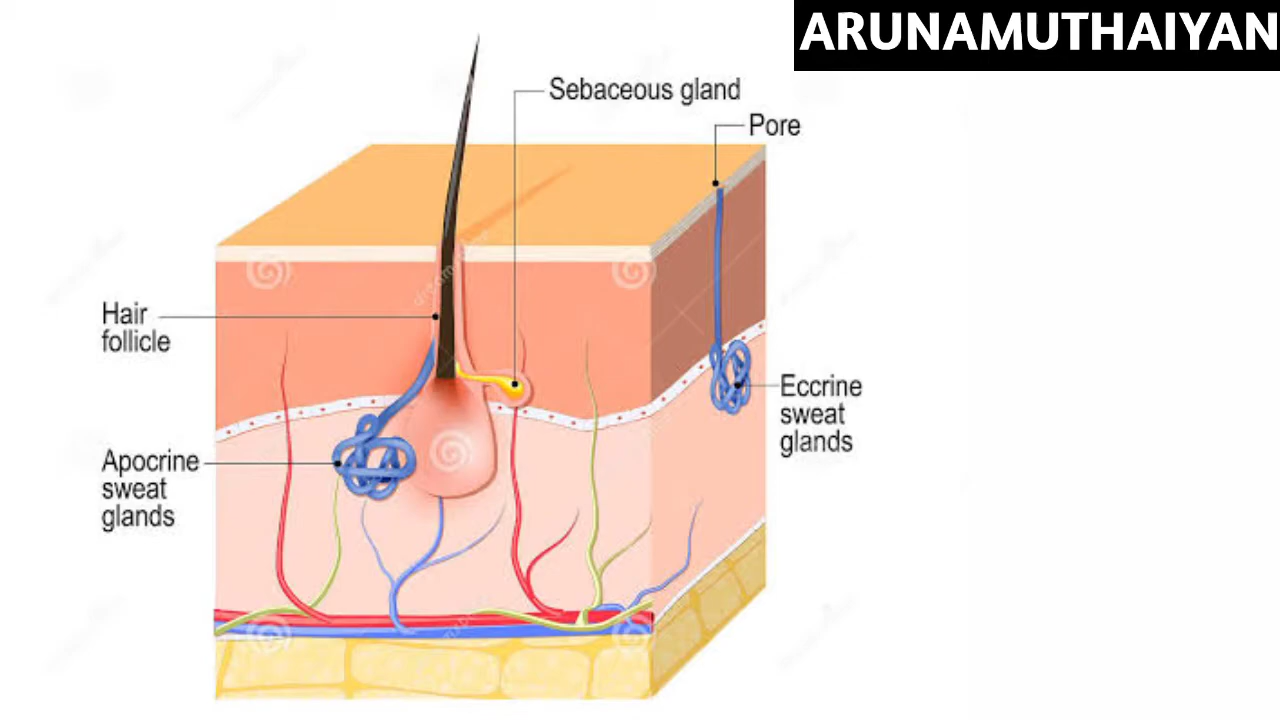 ARUNAMUTHAIYAN
Sebaceous gland
Pore
Hair
follicle
Eccrine
sweat
glands
Apocrine
sweat
glands